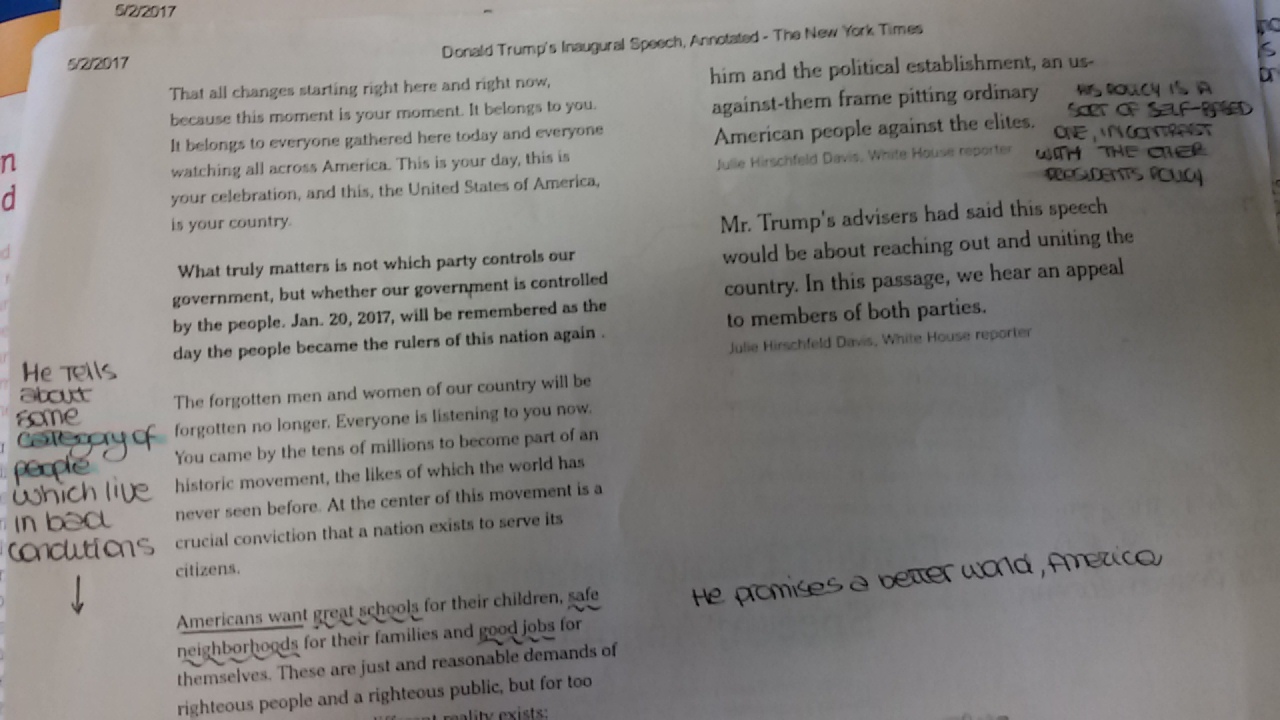 5/2/2017
5/2/2017
Donald Trump's Inaugural Speech, Annotated - The New York Times
That all changes starting right here and right now,
because this moment is your moment. It belongs to you.
It belongs to everyone gathered here today and everyone
watching all across America. This is your day, this is
your celebration, and this, the United States of America,
is your country.
What truly matters is not which party controls our
government, but whether our government is controlled
by the people. Jan. 20, 2017, will be remembered as the
day the people became the rulers of this nation again .
He Tells
about
some
category of
people
which live
in bad
conditions
The forgotten men and women of our country will be
forgotten no longer. Everyone is listening to you now.
You came by the tens of millions to become part of an
historic movement, the likes of which the world has
never seen before. At the center of this movement is a
crucial conviction that a nation exists to serve its
citizens.
Americans want great schools for their children, safe
neighborhoods for their families and good jobs for
themselves. These are just and reasonable demands of
righteous people and a righteous public, but for too
reality exists:
him and the political establishment, an us-
against-them frame pitting ordinary
American people against the elites.
Julie Hirschfeld Davis, White House reporter
HIS POLICY IS A
SORT OF SELF-BASED
ONE, IN CONTRAST
WITH THE OTHER
PRESIDENTS POLICY
Mr. Trump's advisers had said this speech
would be about reaching out and uniting the
country. In this passage, we hear an appeal
to members of both parties.
Julie Hirschfeld Davis, White House reporter
He promises a better world, America